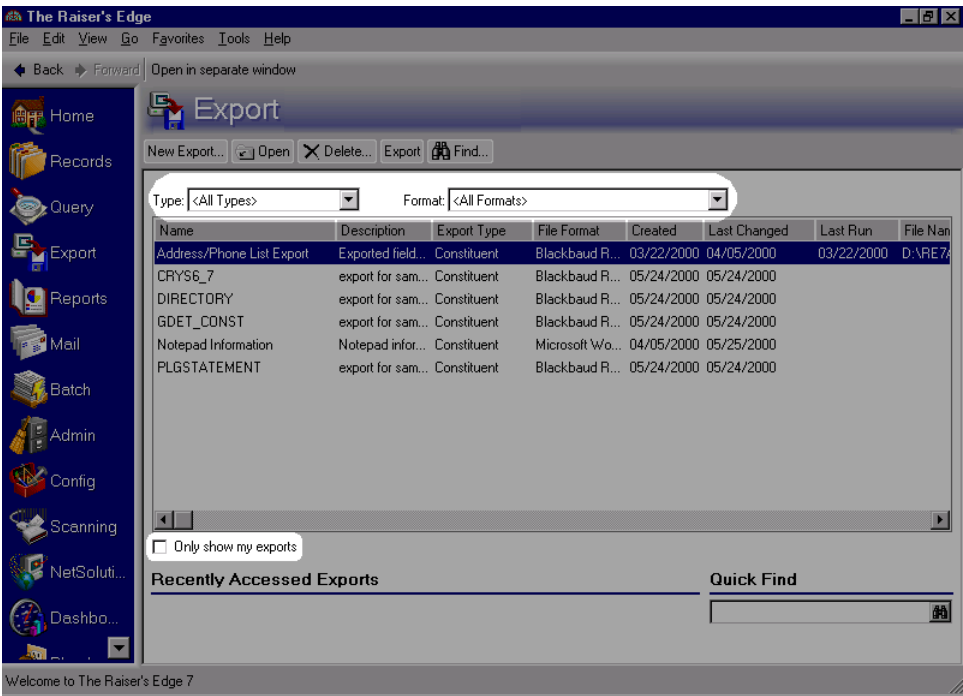 The Raiser's Edge
File Edit View Go Favorites Tools Help
Back Forward Open in separate window
Export
New Export... Open Delete... Export Find...
Home
Records
Query
Export
Reports
Mail
Batch
Admin
Config
Scanning
NetSoluti...
Dashbo...
Type: <All Types> Format: <All Formats>
Name Description Export Type File Format Created Last Changed Last Run File Nan
Address/Phone List Export Exported field... Constituent Blackbaud R... 03/22/2000 04/05/2000 03/22/2000 D:\RE7\
CRYS6_7 export for sam... Constituent Blackbaud R... 05/24/2000 05/24/2000
DIRECTORY export for sam... Constituent Blackbaud R... 05/24/2000 05/24/2000
GDET_CONST export for sam... Constituent Blackbaud R... 05/24/2000 05/24/2000
Notepad Information Notepad infor... Constituent Microsoft Wo... 04/05/2000 05/25/2000
PLGSTATEMENT export for sam... Constituent Blackbaud R... 05/24/2000 05/24/2000
Only show my exports
Recently Accessed Exports Quick Find
Welcome to The Raiser's Edge 7